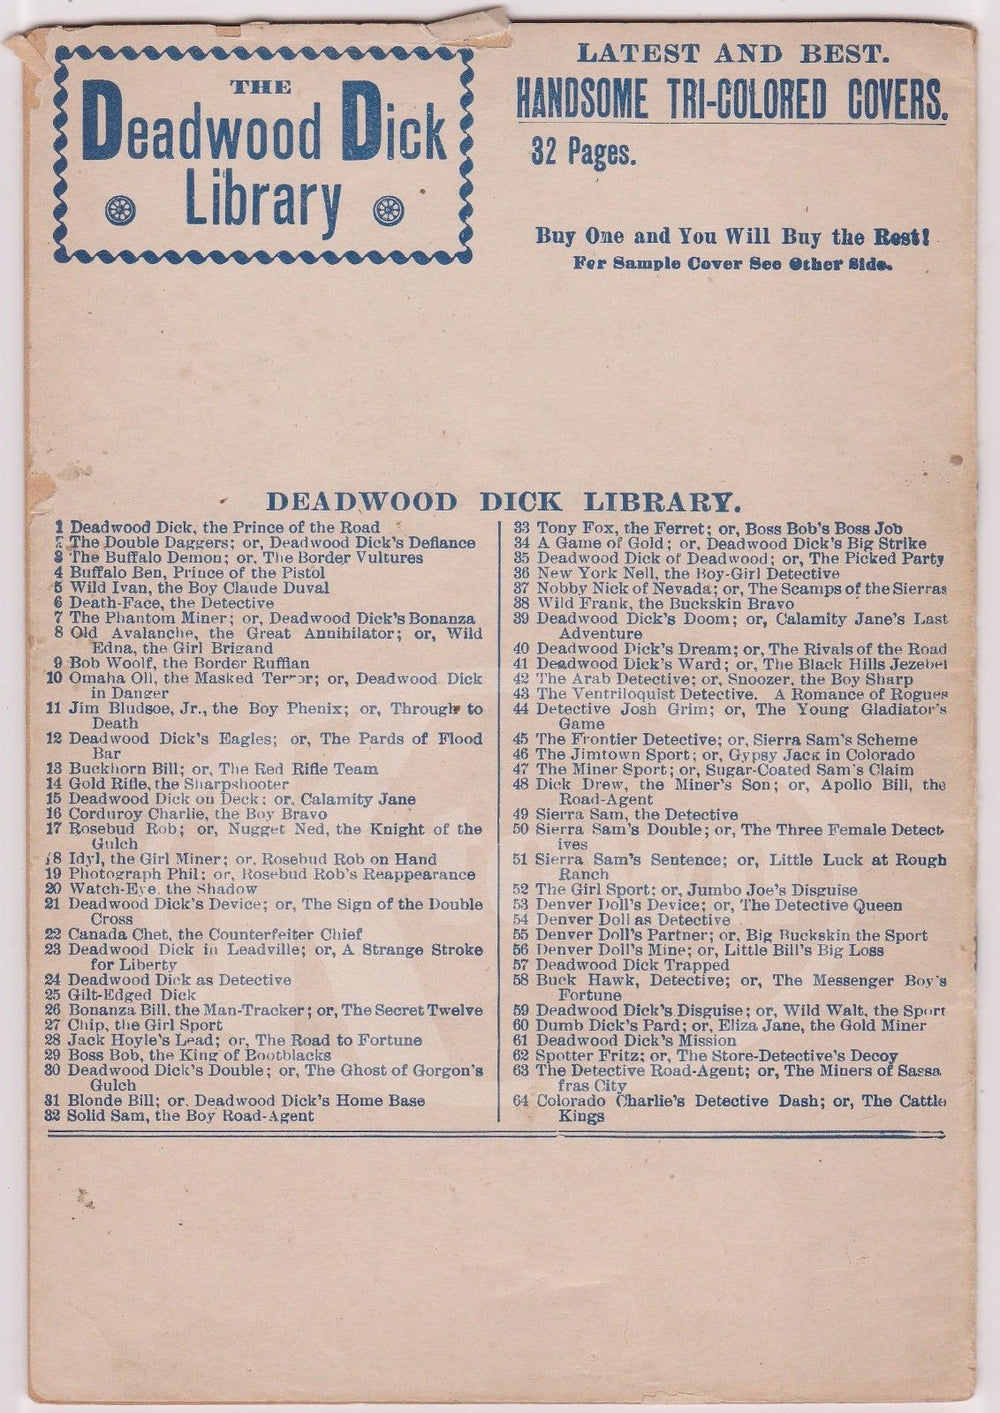 THE
Deadwood Dick
Library
LATEST AND BEST.
HANDSOME TRI-COLORED COVERS.
32 Pages.
Buy One and You Will Buy the Rest!
For Sample Cover See Other Side.
DEADWOOD DICK LIBRARY.
1 Deadwood Dick, the Prince of the Road
2 The Double Daggers; or, Deadwood Dick's Defiance
3 The Buffalo Demon; or, The Border Vultures
4 Buffalo Ben, Prince of the Pistol
5 Wild Ivan, the Boy Claude Duval
6 Death-Face, the Detective
7 The Phantom Miner; or, Deadwood Dick's Bonanza
8 Old Avalanche, the Great Annihilator; or, Wild
Edna, the Girl Brigand
9 Bob Woolf, the Border Ruffian
10 Omaha Oll, the Masked Terror; or, Deadwood Dick
in Danger
11 Jim Bludsoe, Jr., the Boy Phenix; or, Through to
Death
12 Deadwood Dick's Eagles; or, The Pards of Flood
Bar
13 Buckhorn Bill; or, The Red Rifle Team
14 Gold Rifle, the Sharpshooter
15 Deadwood Dick on Deck; or, Calamity Jane
16 Corduroy Charlie, the Boy Bravo
17 Rosebud Rob; or, Nugget Ned, the Knight of the
Gulch
18 Idyl, the Girl Miner; or, Rosebud Rob on Hand
19 Photograph Phil; or, Rosebud Rob's Reappearance
20 Watch-Eye, the Shadow
21 Deadwood Dick's Device; or, The Sign of the Double
Cross
22 Canada Chet, the Counterfeiter Chief
23 Deadwood Dick in Leadville; or, A Strange Stroke
for Liberty
24 Deadwood Dick as Detective
25 Gilt-Edged Dick
26 Bonanza Bill, the Man-Tracker; or, The Secret Twelve
27 Chip, the Girl Sport
28 Jack Hoyle's Lead; or, The Road to Fortune
29 Boss Bob, the King of Bootblacks
30 Deadwood Dick's Double; or, The Ghost of Gorgon's
Gulch
31 Blonde Bill; or, Deadwood Dick's Home Base
32 Solid Sam, the Boy Road-Agent
33 Tony Fox, the Ferret; or, Boss Bob's Boss Job
34 A Game of Gold; or, Deadwood Dick's Big Strike
35 Deadwood Dick of Deadwood; or, The Picked Party
36 New York Nell, the Boy-Girl Detective
37 Nobby Nick of Nevada; or, The Scamps of the Sierras
38 Wild Frank, the Buckskin Bravo
39 Deadwood Dick's Doom; or, Calamity Jane's Last
Adventure
40 Deadwood Dick's Dream; or, The Rivals of the Road
41 Deadwood Dick's Ward; or, The Black Hills Jezebel
42 The Arab Detective; or, Snoozer, the Boy Sharp
43 The Ventriloquist Detective. A Romance of Rogues
44 Detective Josh Grim; or, The Young Gladiator's
Game
45 The Frontier Detective; or, Sierra Sam's Scheme
46 The Jimtown Sport; or, Gypsy Jack in Colorado
47 The Miner Sport; or, Sugar-Coated Sam's Claim
48 Dick Drew, the Miner's Son; or, Apollo Bill, the
Road-Agent
49 Sierra Sam, the Detective
50 Sierra Sam's Double; or, The Three Female Detect-
ives
51 Sierra Sam's Sentence; or, Little Luck at Rough
Ranch
52 The Girl Sport; or, Jumbo Joe's Disguise
53 Denver Doll's Device; or, The Detective Queen
54 Denver Doll as Detective
55 Denver Doll's Partner; or, Big Buckskin the Sport
56 Denver Doll's Mine; or, Little Bill's Big Loss
57 Deadwood Dick Trapped
58 Buck Hawk, Detective; or, The Messenger Boy's
Fortune
59 Deadwood Dick's Disguise; or, Wild Walt, the Sport
60 Dumb Dick's Pard; or, Eliza Jane, the Gold Miner
61 Deadwood Dick's Mission
62 Spotter Fritz; or, The Store-Detective's Decoy
63 The Detective Road-Agent; or, The Miners of Sassa
fras City
64 Colorado Charlie's Detective Dash; or, The Cattle
Kings